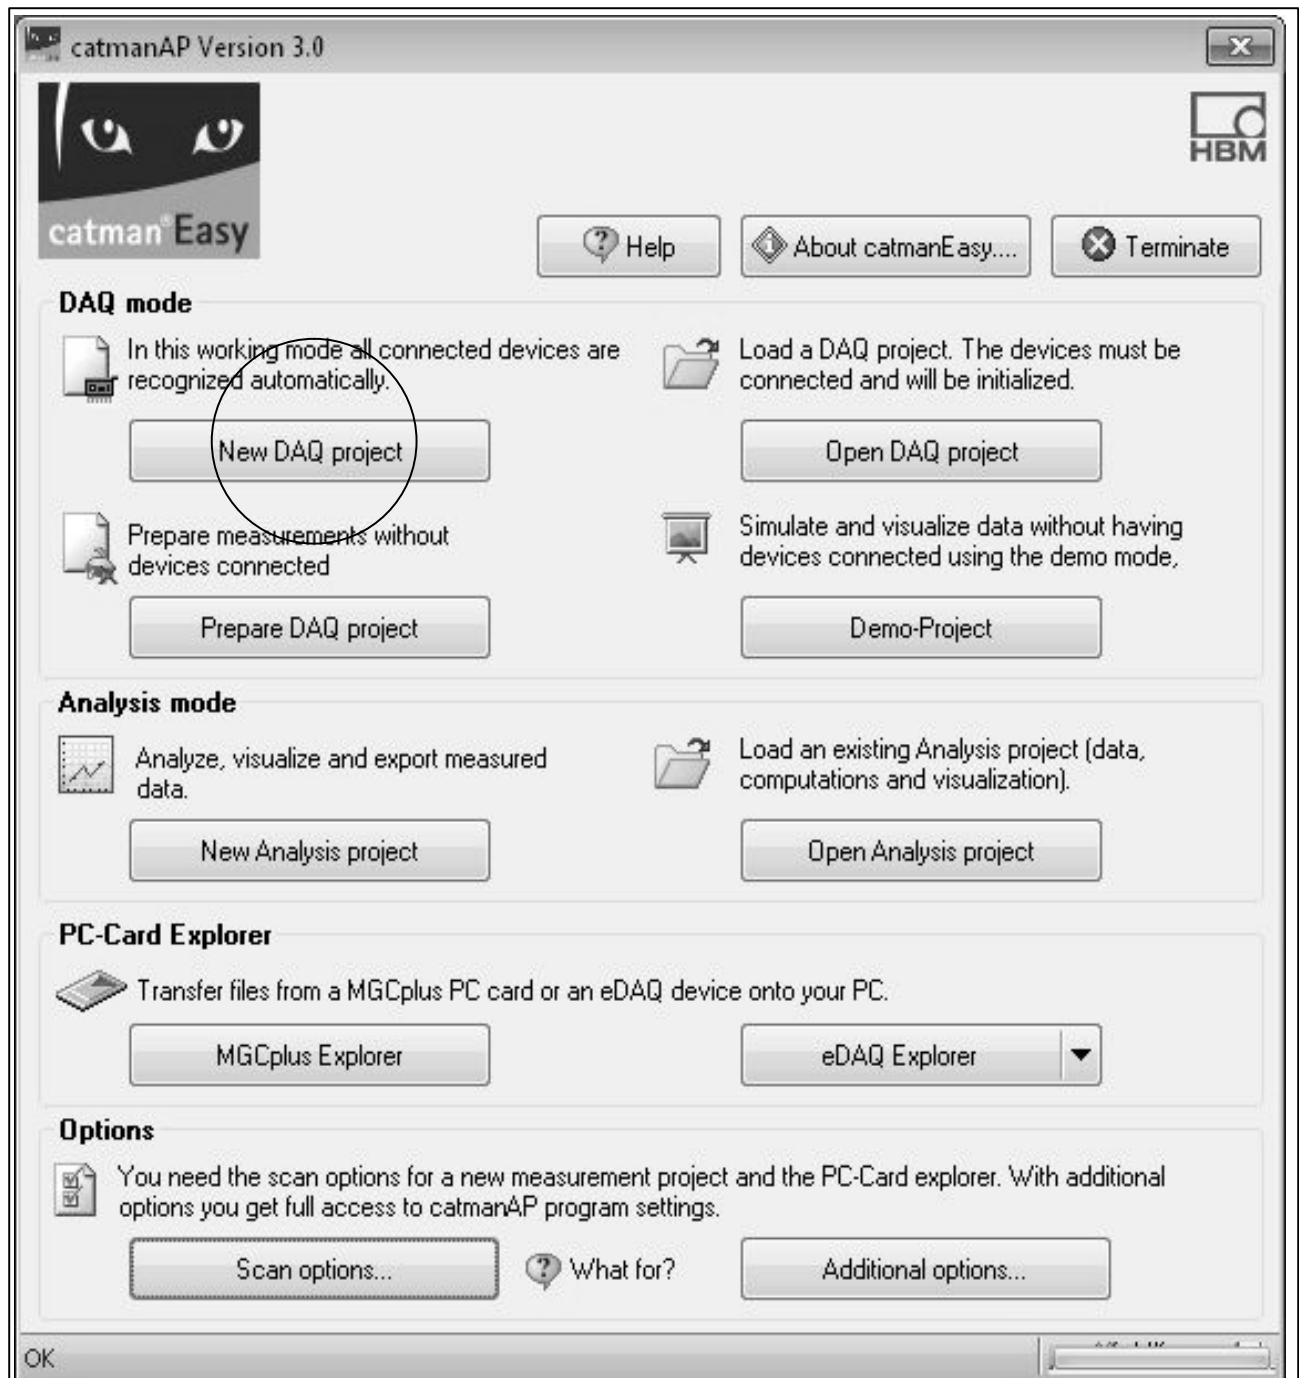 catmanAP Version 3.0
catman®Easy
HBM
Help
About catmanEasy....
Terminate
DAQ mode
In this working mode all connected devices are
recognized automatically.
New DAQ project
Load a DAQ project. The devices must be
connected and will be initialized.
Open DAQ project
Prepare measurements without
devices connected
Prepare DAQ project
Simulate and visualize data without having
devices connected using the demo mode,
Demo-Project
Analysis mode
Analyze, visualize and export measured
data.
New Analysis project
Load an existing Analysis project (data,
computations and visualization).
Open Analysis project
PC-Card Explorer
Transfer files from a MGCplus PC card or an eDAQ device onto your PC.
MGCplus Explorer
eDAQ Explorer
Options
You need the scan options for a new measurement project and the PC-Card explorer. With additional
options you get full access to catmanAP program settings.
Scan options...
What for?
Additional options...
OK